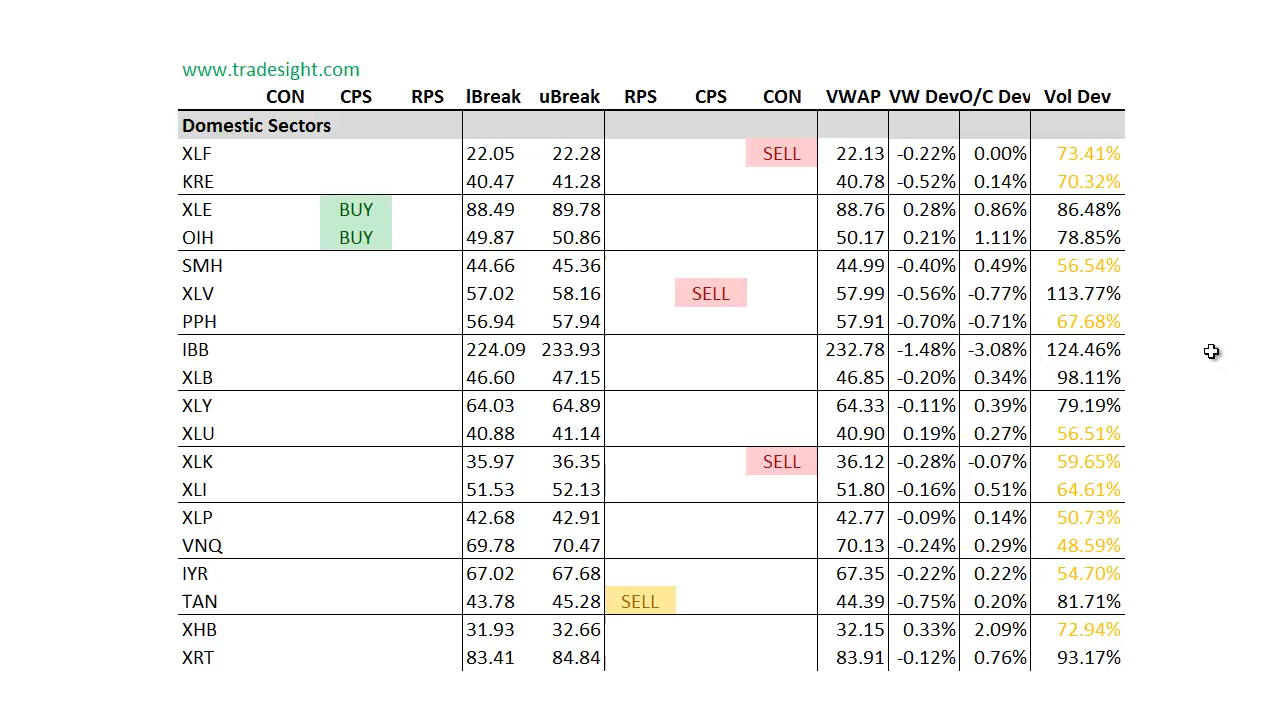 www.tradesight.com
CON CPS RPS lBreak uBreak RPS CPS CON VWAP VW Dev O/C Dev Vol Dev
Domestic Sectors
XLF 22.05 22.28 SELL 22.13 -0.22% 0.00% 73.41%
KRE 40.47 41.28 40.78 -0.52% 0.14% 70.32%
XLE BUY 88.49 89.78 88.76 0.28% 0.86% 86.48%
OIH BUY 49.87 50.86 50.17 0.21% 1.11% 78.85%
SMH 44.66 45.36 44.99 -0.40% 0.49% 56.54%
XLV 57.02 58.16 SELL 57.99 -0.56% -0.77% 113.77%
PPH 56.94 57.94 57.91 -0.70% -0.71% 67.68%
IBB 224.09 233.93 232.78 -1.48% -3.08% 124.46%
XLB 46.60 47.15 46.85 -0.20% 0.34% 98.11%
XLY 64.03 64.89 64.33 -0.11% 0.39% 79.19%
XLU 40.88 41.14 40.90 0.19% 0.27% 56.51%
XLK 35.97 36.35 SELL 36.12 -0.28% -0.07% 59.65%
XLI 51.53 52.13 51.80 -0.16% 0.51% 64.61%
XLP 42.68 42.91 42.77 -0.09% 0.14% 50.73%
VNQ 69.78 70.47 70.13 -0.24% 0.29% 48.59%
IYR 67.02 67.68 67.35 -0.22% 0.22% 54.70%
TAN 43.78 45.28 SELL 44.39 -0.75% 0.20% 81.71%
XHB 31.93 32.66 32.15 0.33% 2.09% 72.94%
XRT 83.41 84.84 83.91 -0.12% 0.76% 93.17%